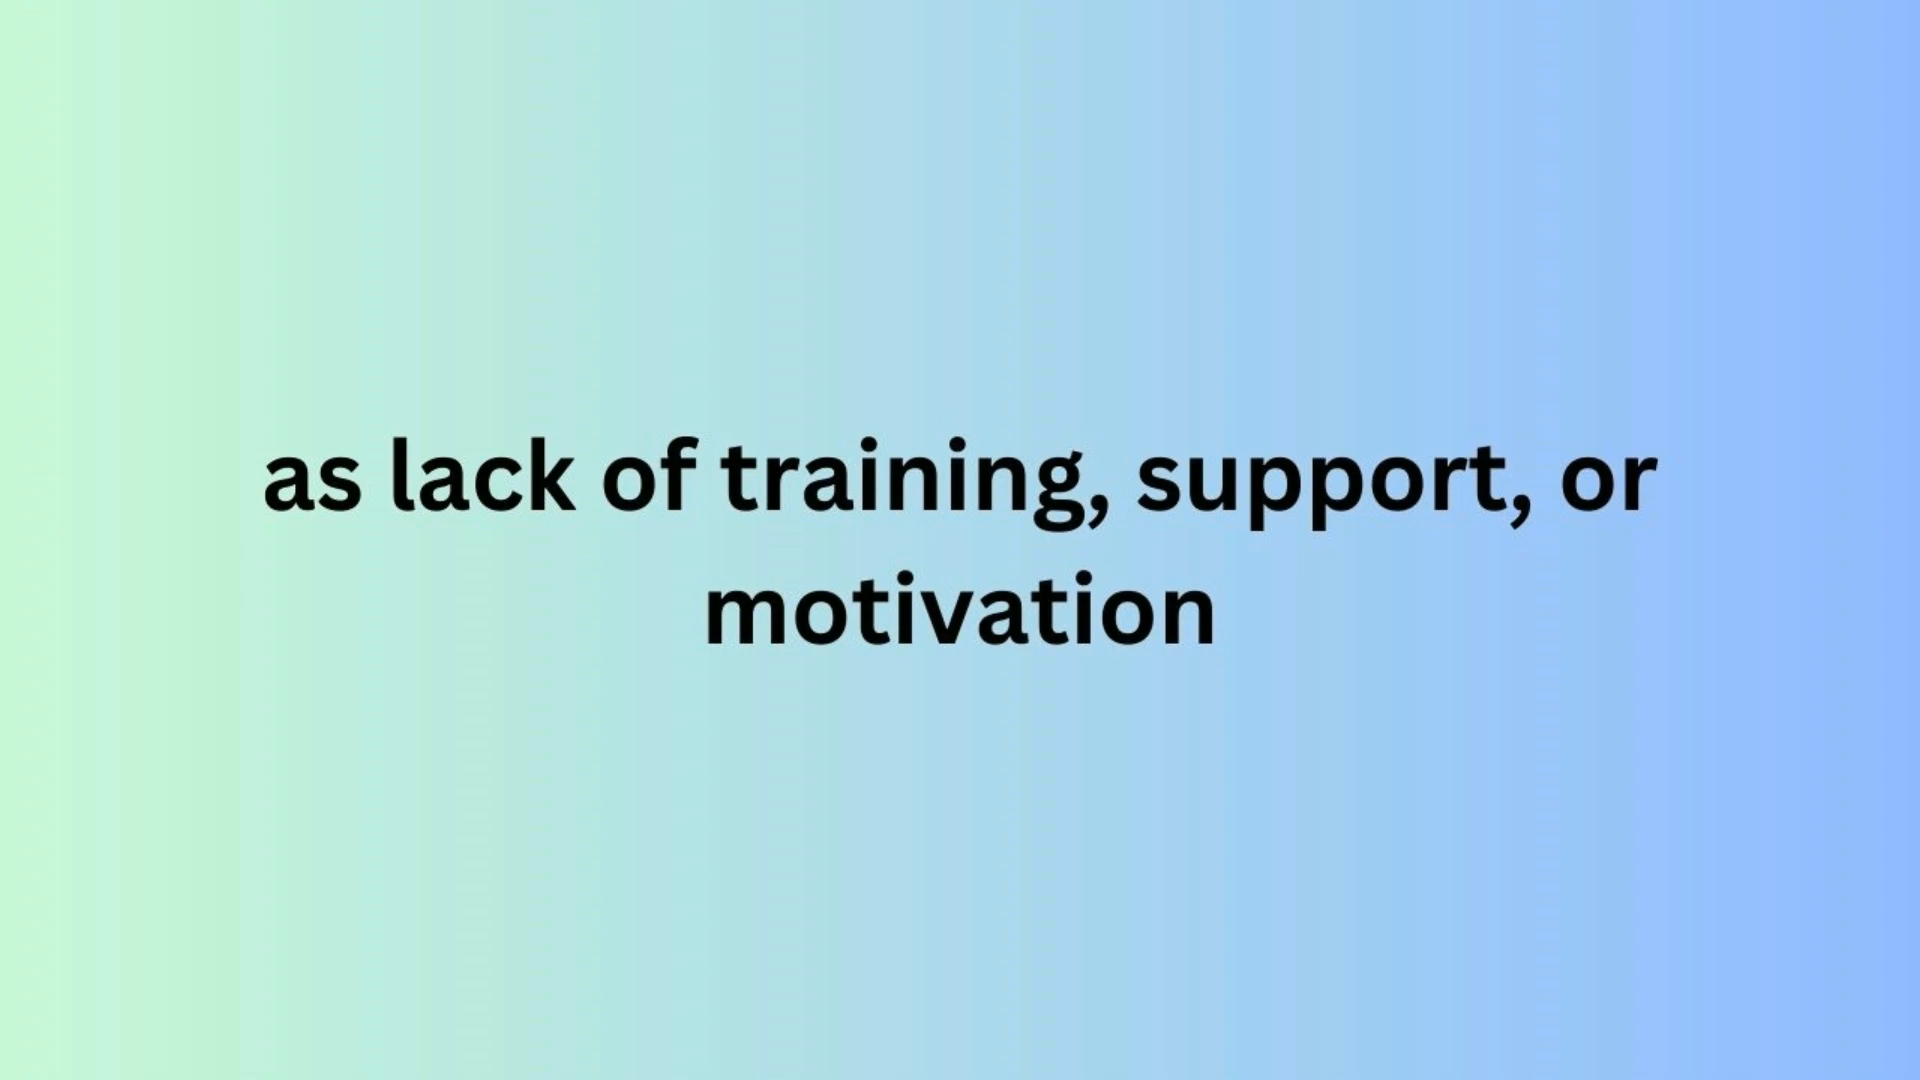 as lack of training, support, or
motivation